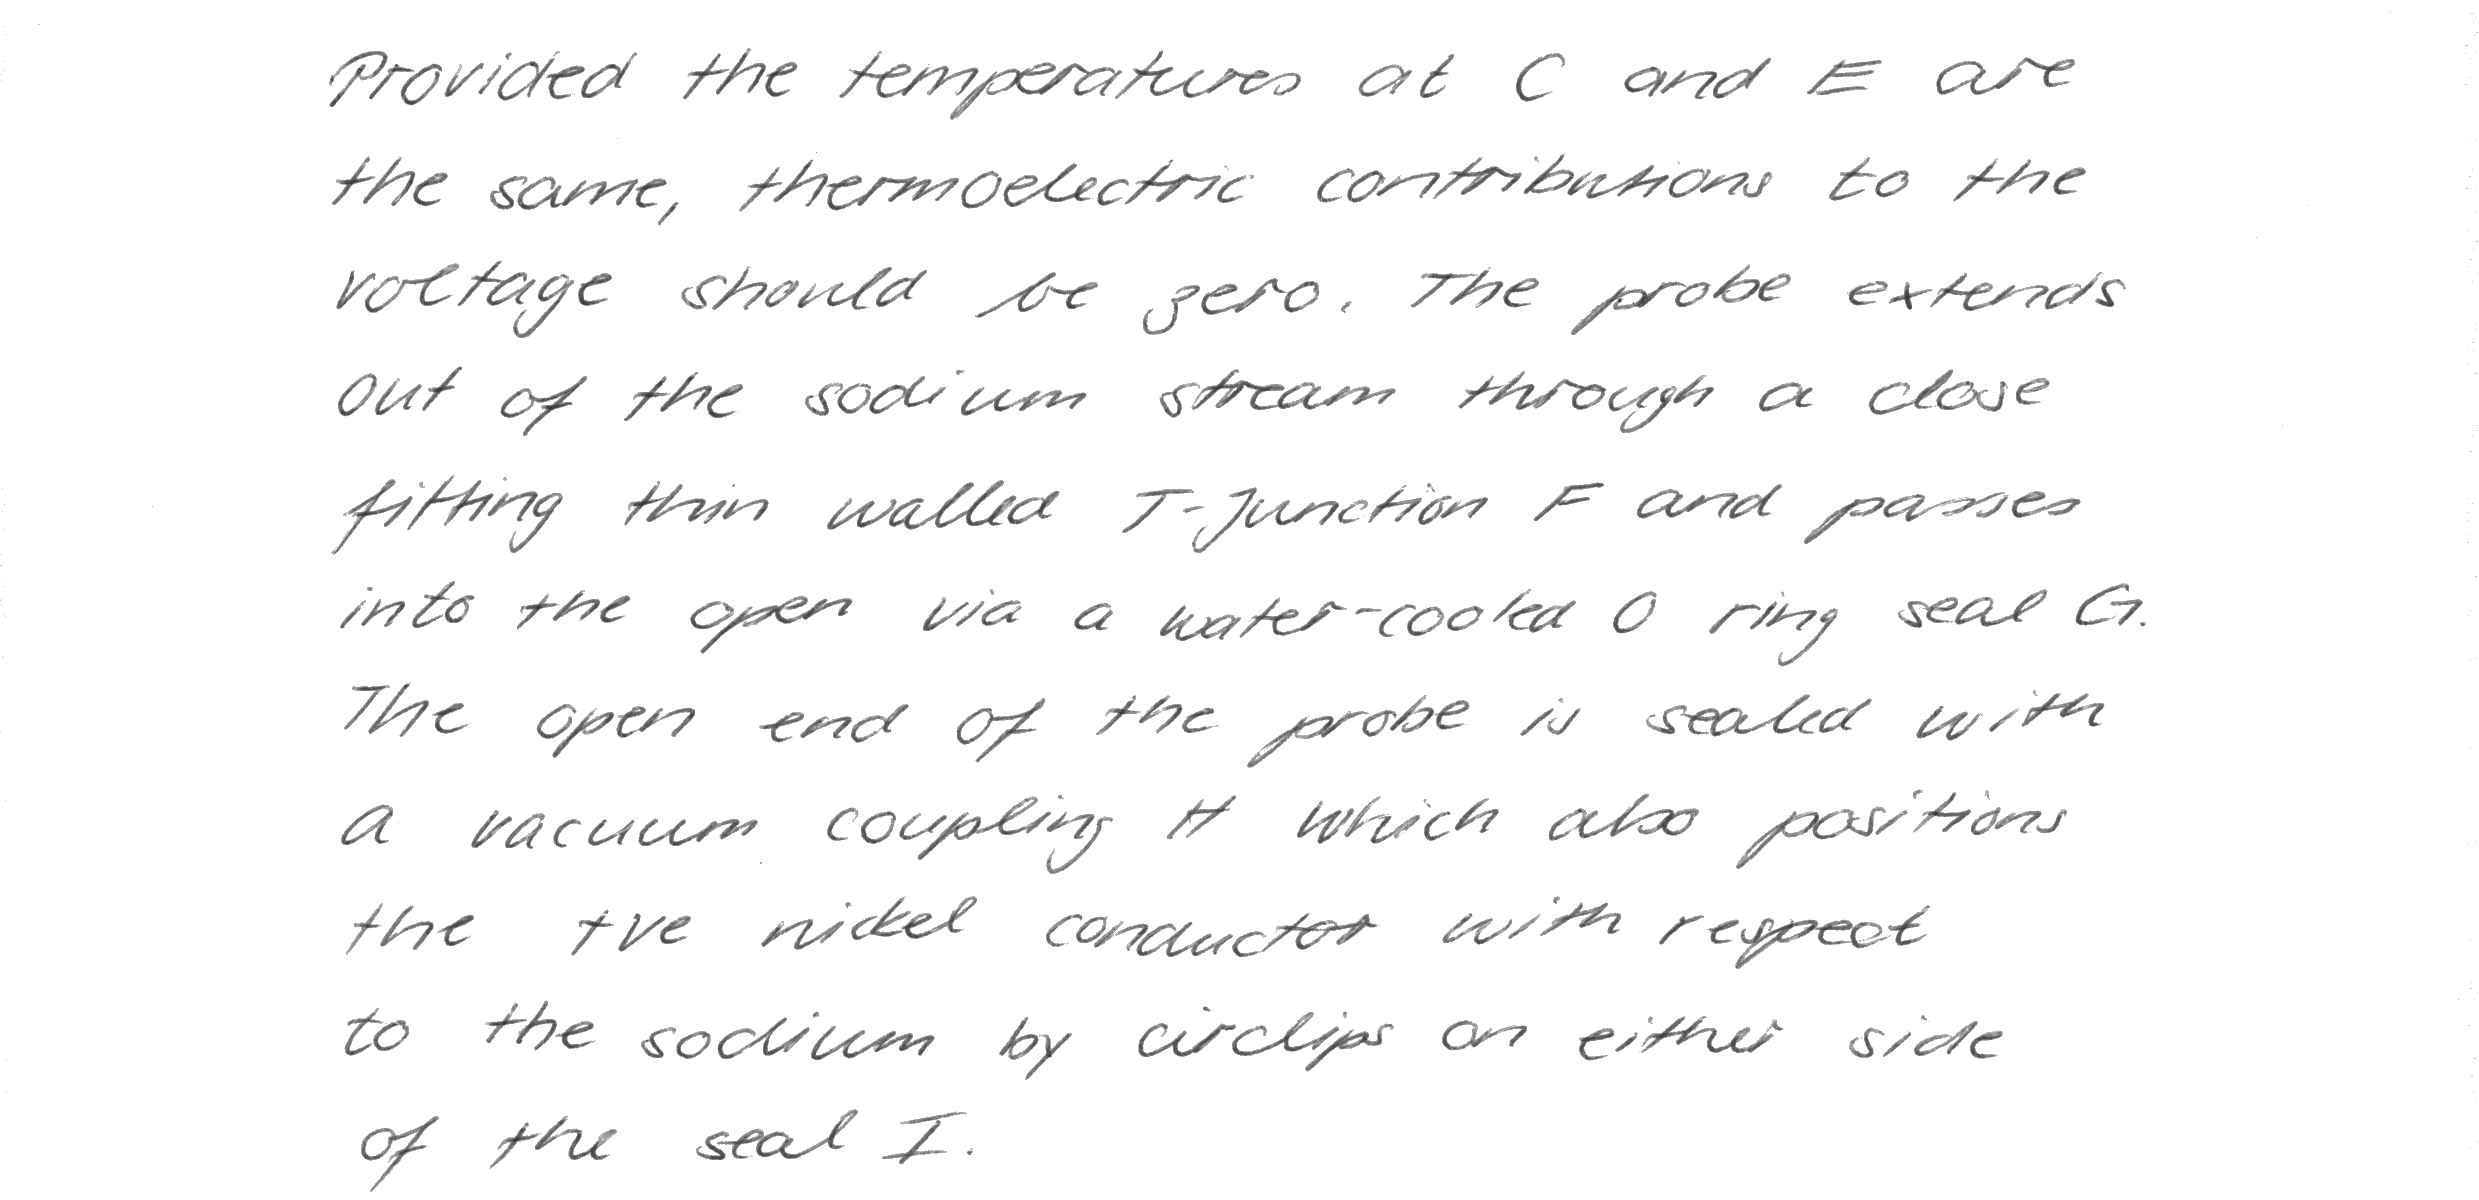 Provided the temperatures at C and E are
the same, thermoelectric contributions to the
voltage should be zero. The probe extends
out of the sodium stream through a close
fitting thin walled T-Junction F and passes
into the open via a water-cooled O ring seal G.
The open end of the probe is sealed with
a vacuum coupling H which also positions
the +ve nickel conductor with respect
to the sodium by circlips on either side
of the seal I.